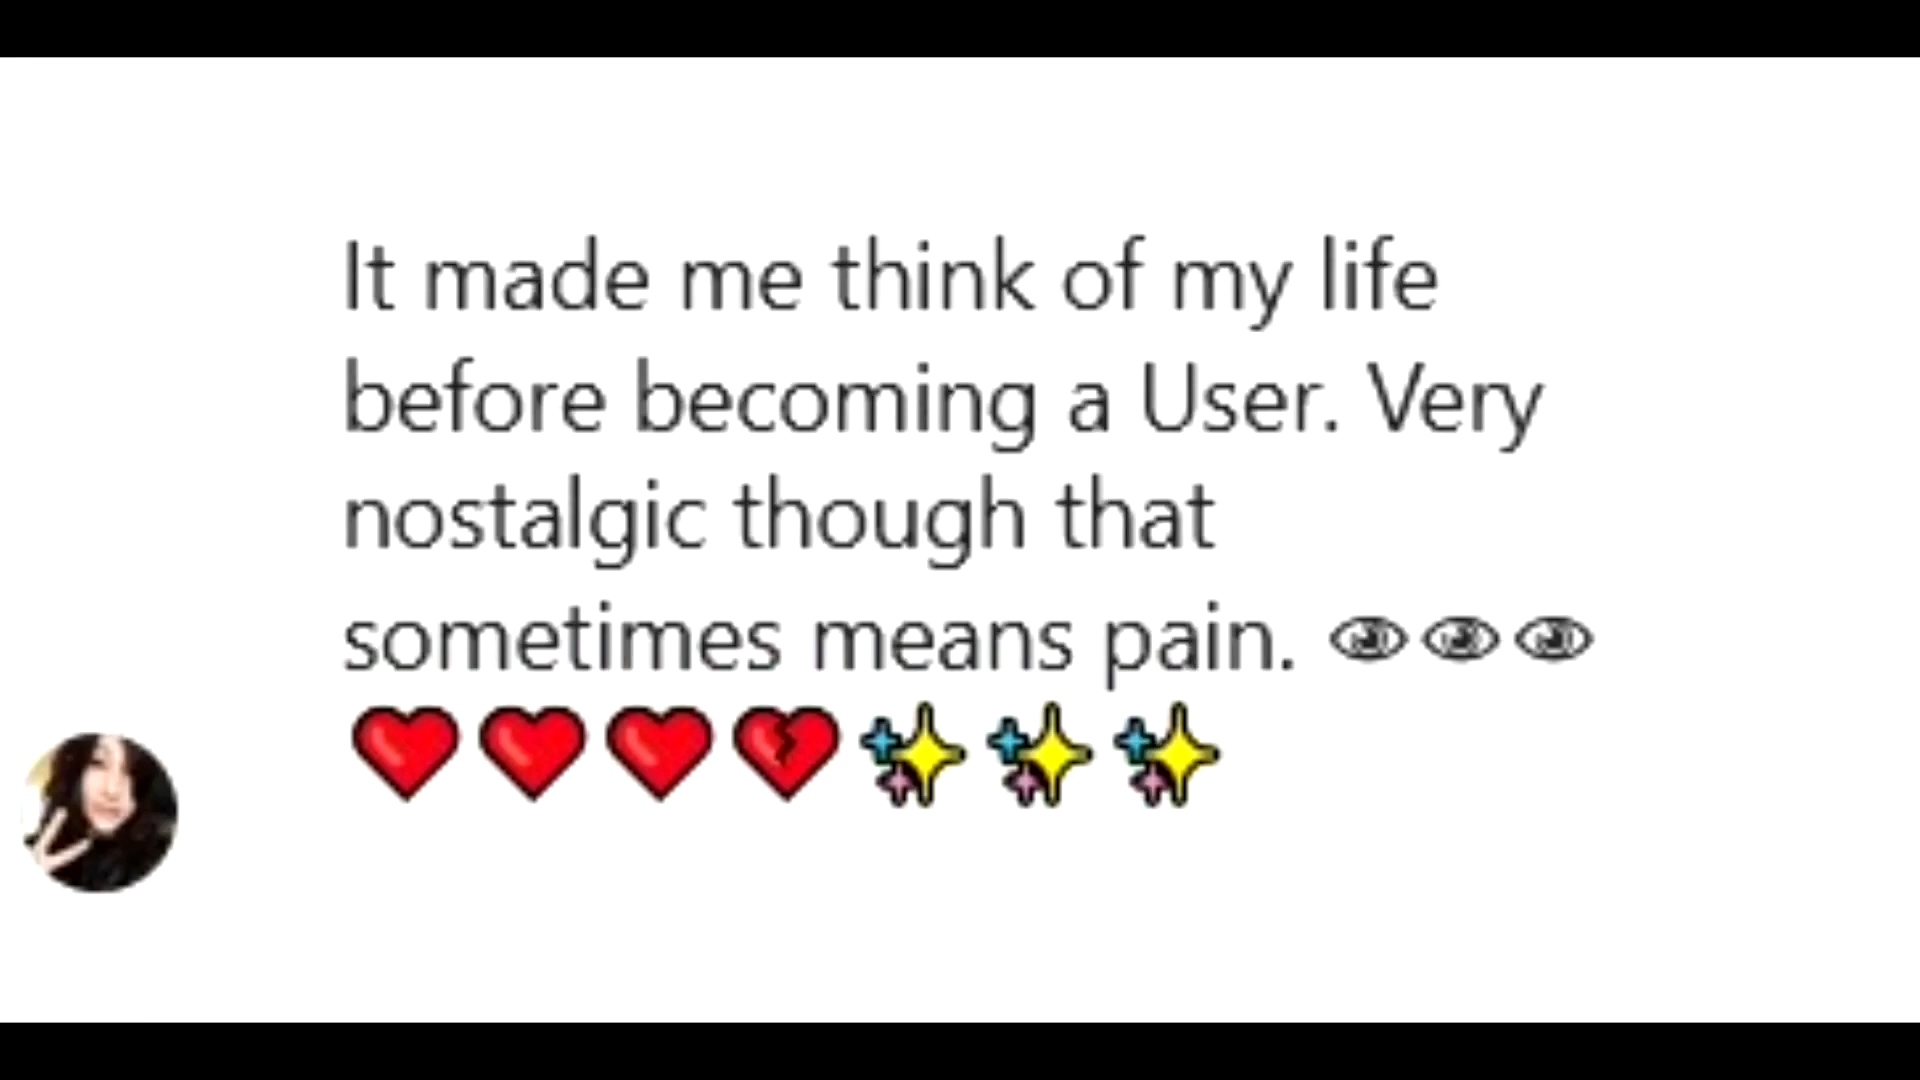 It made me think of my life
before becoming a User. Very
nostalgic though that
sometimes means pain. 👁👁👁
❤️❤️❤️💔✨✨✨